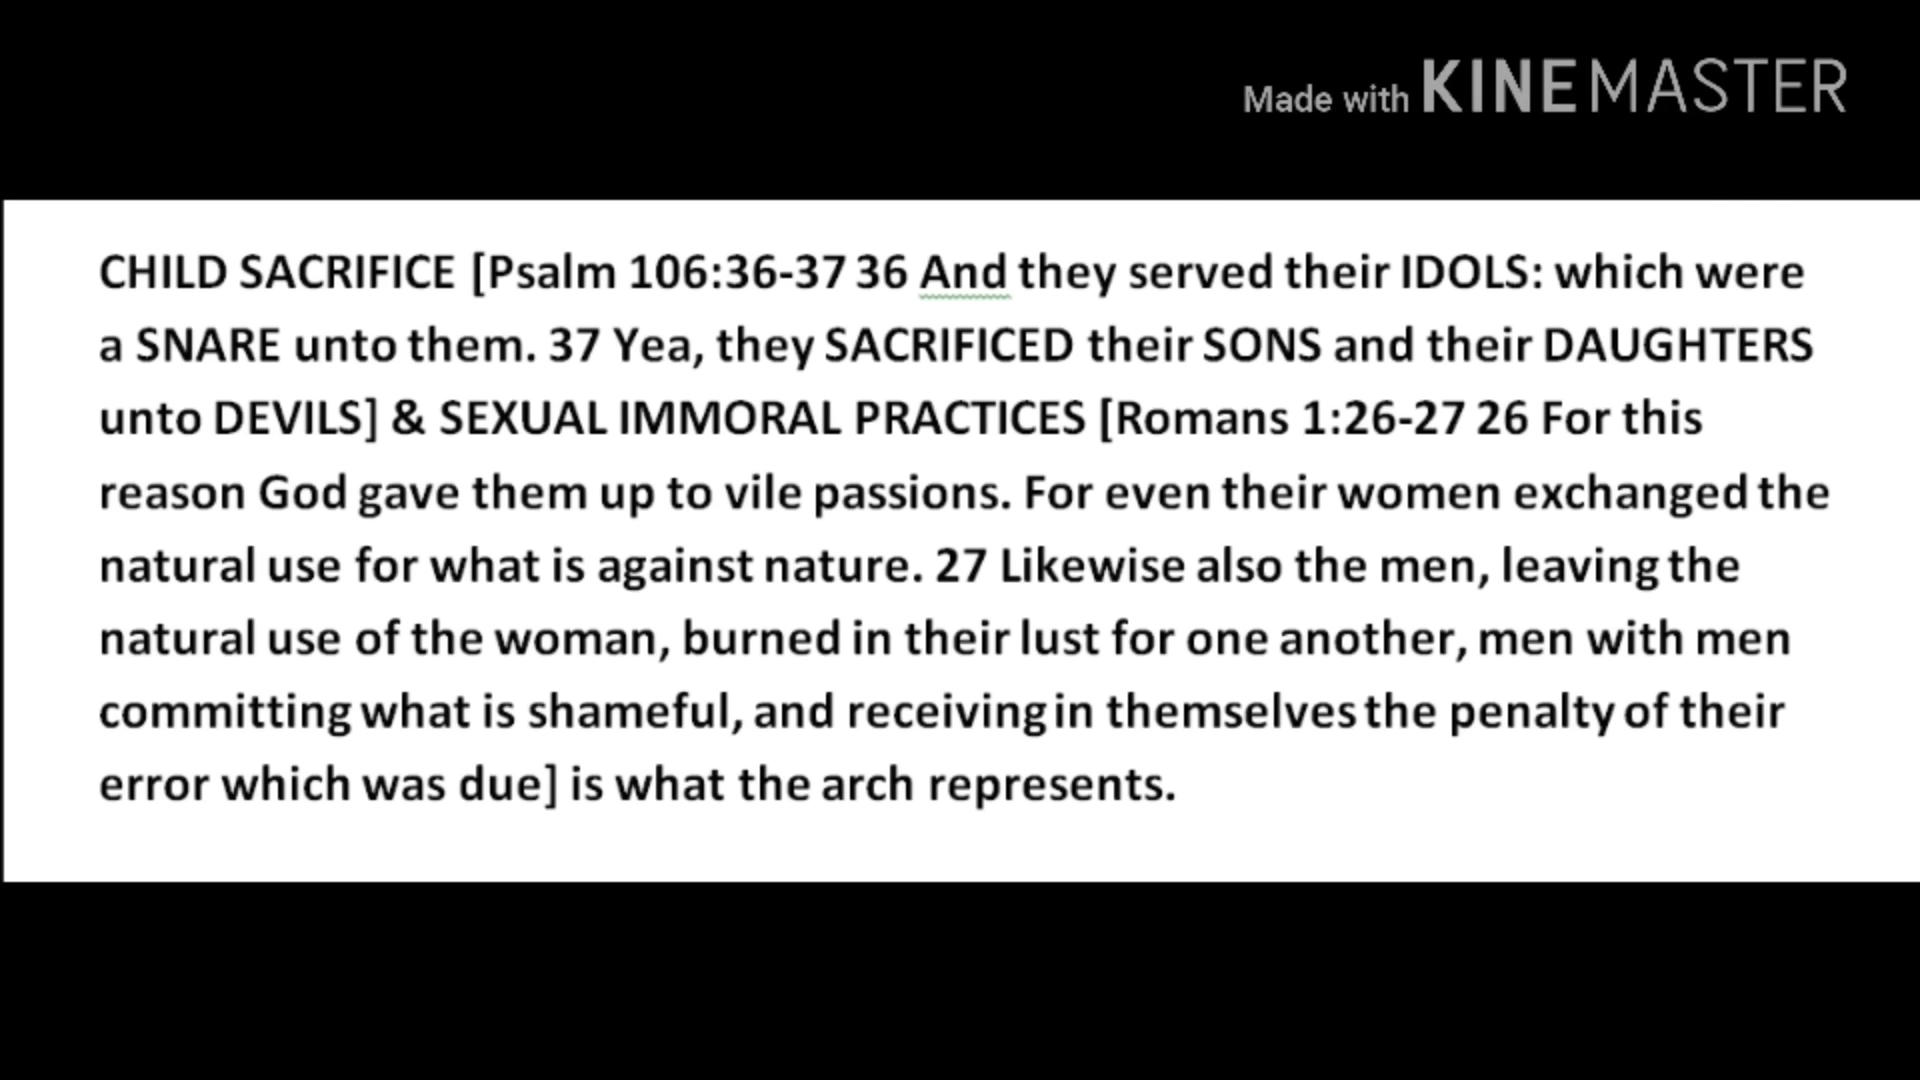 Made with KINEMASTER
CHILD SACRIFICE [Psalm 106:36-37 36 And they served their IDOLS: which were
a SNARE unto them. 37 Yea, they SACRIFICED their SONS and their DAUGHTERS
unto DEVILS] & SEXUAL IMMORAL PRACTICES [Romans 1:26-27 26 For this
reason God gave them up to vile passions. For even their women exchanged the
natural use for what is against nature. 27 Likewise also the men, leaving the
natural use of the woman, burned in their lust for one another, men with men
committing what is shameful, and receiving in themselves the penalty of their
error which was due] is what the arch represents.